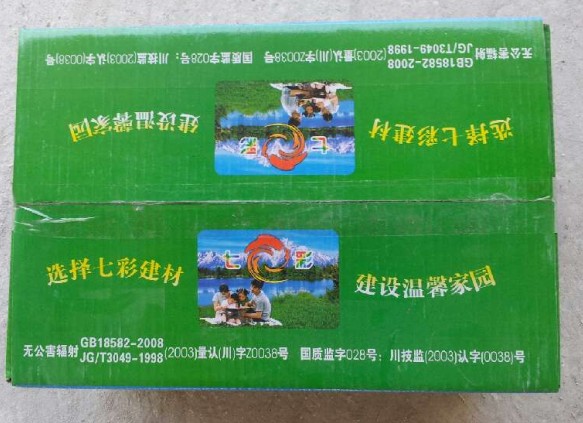 无公害辐射 GB18582-2008
JG/T3049-1998 (2003)量认(川)字Z0038号 国质监字028号：川技监(2003)认字(0038)号
选择七彩建材 七彩 建设温馨家园
选择七彩建材 七彩 建设温馨家园
无公害辐射 GB18582-2008
JG/T3049-1998 (2003)量认(川)字Z0038号 国质监字028号：川技监(2003)认字(0038)号